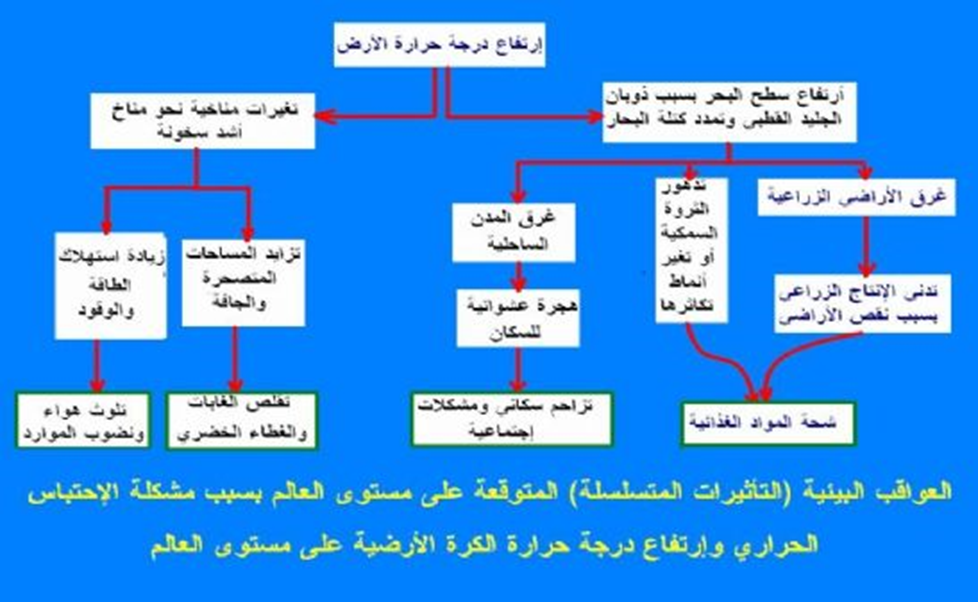 إرتفاع درجة حرارة الأرض
أرتفاع سطح البحر بسبب ذوبان
الجليد القطبى وتمدد كتلة البحار
تغيرات مناخية نحو مناخ
أشد سخونة
غرق الأراضي الزراعية
تدهور
الثروة
السمكية
أو تغير
أنماط
تكاثرها
غرق المدن
الساحلية
تزايد المساحات
المتصحرة
والجافة
زيادة استهلاك
الطاقة
والوقود
تدنى الإنتاج الزراعى
بسبب نقص الأراضى
هجرة عشوائية
للسكان
شحة المواد الغذائية
تزاحم سكاني ومشكلات
إجتماعية
تقلص الغابات
والغطاء الخضري
تلوث هواء
ونضوب الموارد
العواقب البيئية (التأثيرات المتسلسلة) المتوقعة على مستوى العالم بسبب مشكلة الإحتباس
الحراري وإرتفاع درجة حرارة الكرة الأرضية على مستوى العالم